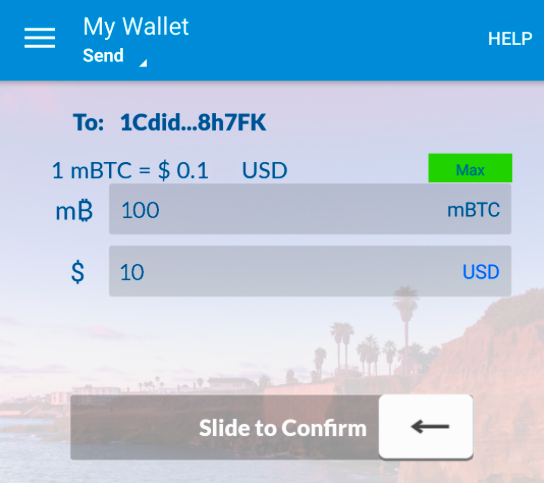 My Wallet
Send
HELP
To: 1Cdid...8h7FK
1 mBTC = $ 0.1 USD
Max
m₿ 100 mBTC
$ 10 USD
Slide to Confirm